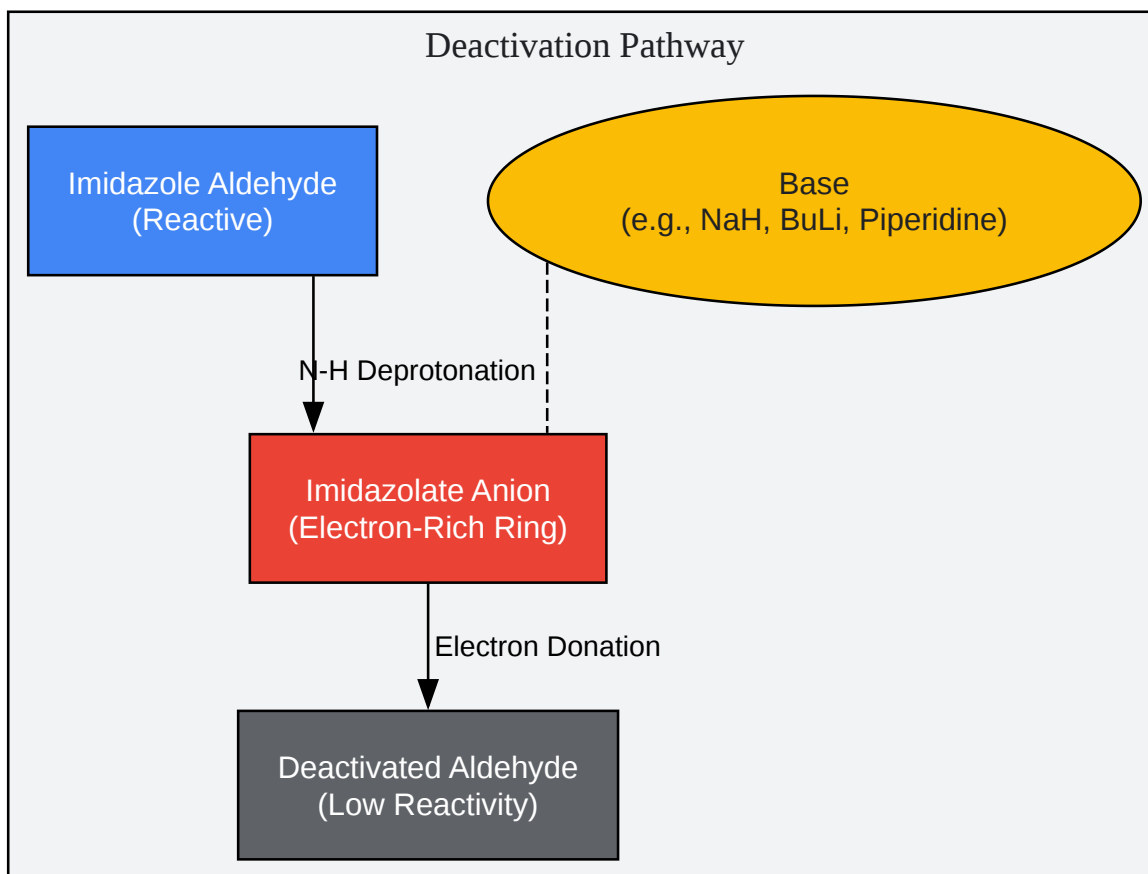 Deactivation Pathway
Imidazole Aldehyde
(Reactive)
Base
(e.g., NaH, BuLi, Piperidine)
N-H Deprotonation
Imidazolate Anion
(Electron-Rich Ring)
Electron Donation
Deactivated Aldehyde
(Low Reactivity)